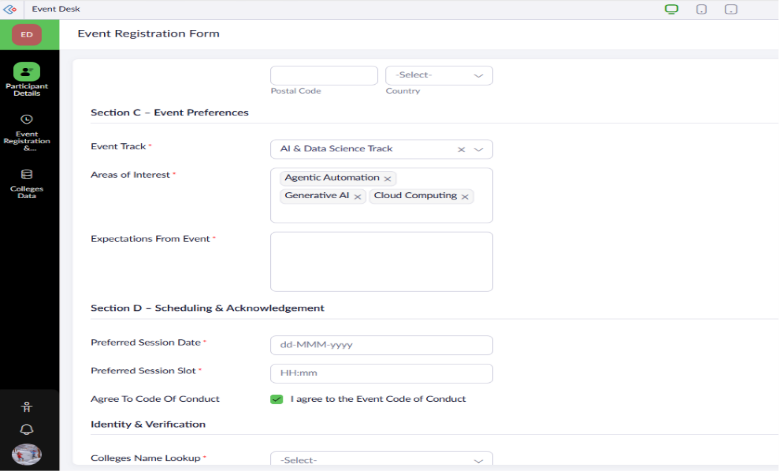 Event Desk
ED
Event Registration Form
Participant
Details
Event
Registration
&...
Colleges
Data
-Select-
Postal Code
Country
Section C – Event Preferences
Event Track *
AI & Data Science Track
Areas of Interest *
Agentic Automation
Generative AI
Cloud Computing
Expectations From Event *
Section D – Scheduling & Acknowledgement
Preferred Session Date *
dd-MMM-yyyy
Preferred Session Slot *
HH:mm
Agree To Code Of Conduct
I agree to the Event Code of Conduct
Identity & Verification
Colleges Name Lookup *
-Select-